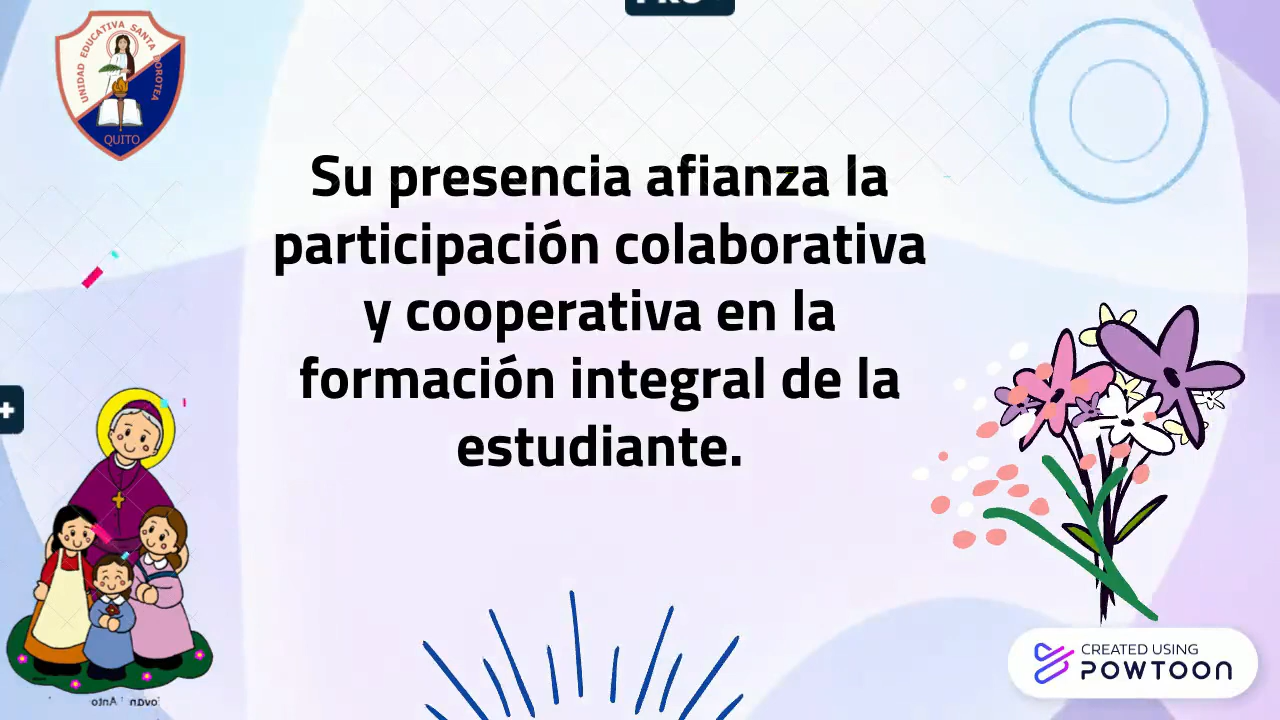 PRO+
UNIDAD EDUCATIVA SANTA DOROTEA
QUITO
Su presencia afianza la
participación colaborativa
y cooperativa en la
formación integral de la
estudiante.
+
CREATED USING
POWTOON